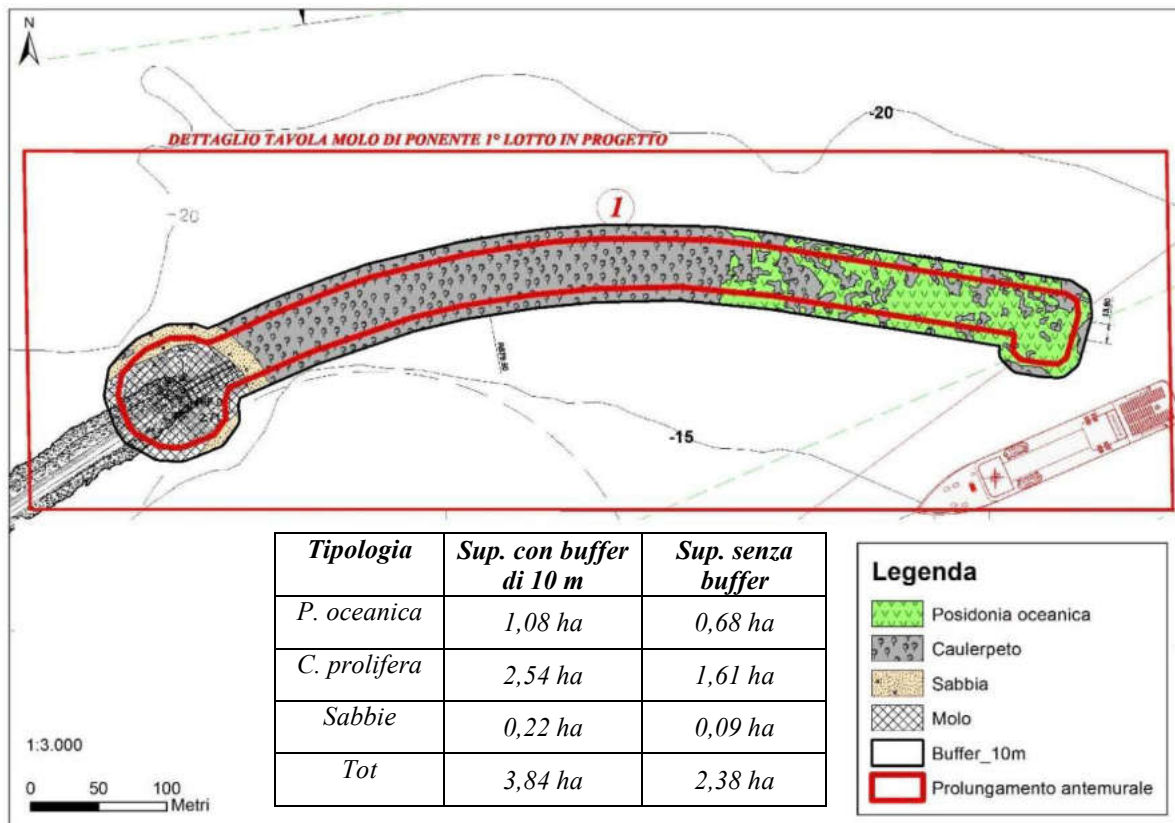 N
-20
DETTAGLIO TAVOLA MOLO DI PONENTE 1° LOTTO IN PROGETTO
-20
1
-15
Tipologia Sup. con buffer di 10 m Sup. senza buffer
P. oceanica 1,08 ha 0,68 ha
C. prolifera 2,54 ha 1,61 ha
Sabbie 0,22 ha 0,09 ha
Tot 3,84 ha 2,38 ha
Legenda
Posidonia oceanica
Caulerpeto
Sabbia
Molo
Buffer_10m
Prolungamento antemurale
1:3.000
0 50 100
Metri